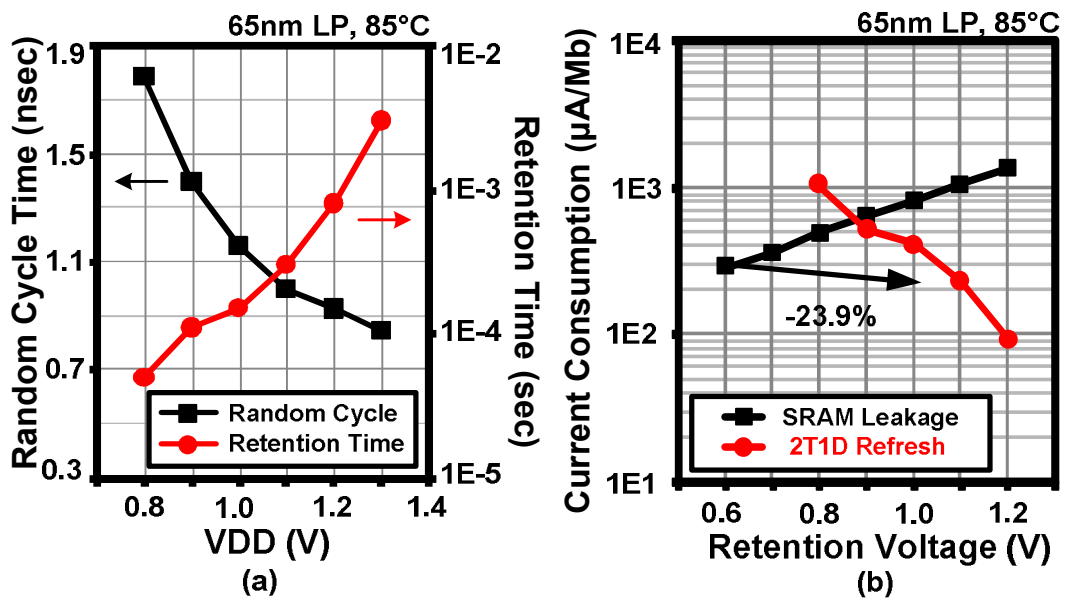 65nm LP, 85°C
Random Cycle Time (nsec)
1.9
1.5
1.1
0.7
0.3
1E-2
1E-3
1E-4
1E-5
Retention Time (sec)
Random Cycle
Retention Time
0.8
1.0
1.2
1.4
VDD (V)
(a)
65nm LP, 85°C
Current Consumption (µA/Mb)
1E4
1E3
1E2
1E1
-23.9%
SRAM Leakage
2T1D Refresh
0.6
0.8
1.0
1.2
Retention Voltage (V)
(b)